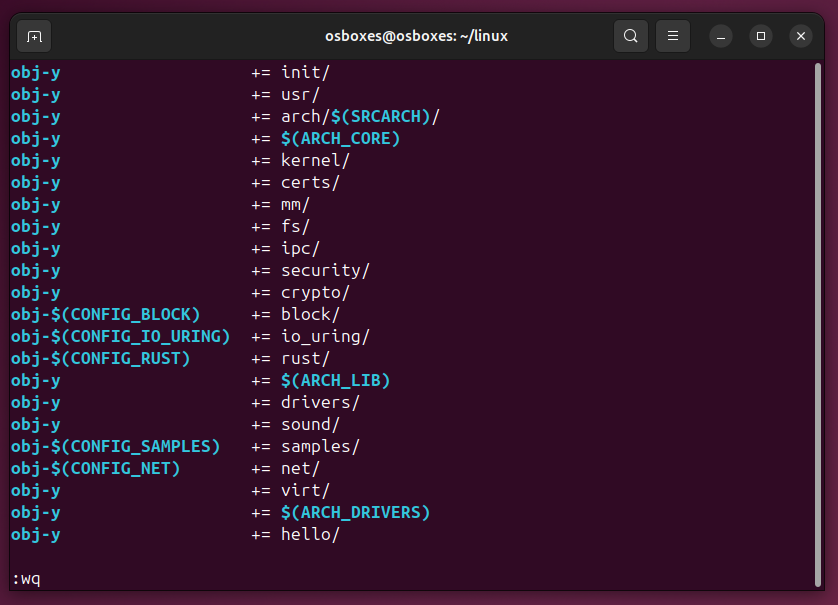 osboxes@osboxes: ~/linux
obj-y += init/
obj-y += usr/
obj-y += arch/$(SRCARCH)/
obj-y += $(ARCH_CORE)
obj-y += kernel/
obj-y += certs/
obj-y += mm/
obj-y += fs/
obj-y += ipc/
obj-y += security/
obj-y += crypto/
obj-$(CONFIG_BLOCK) += block/
obj-$(CONFIG_IO_URING) += io_uring/
obj-$(CONFIG_RUST) += rust/
obj-y += $(ARCH_LIB)
obj-y += drivers/
obj-y += sound/
obj-$(CONFIG_SAMPLES) += samples/
obj-$(CONFIG_NET) += net/
obj-y += virt/
obj-y += $(ARCH_DRIVERS)
obj-y += hello/
:wq